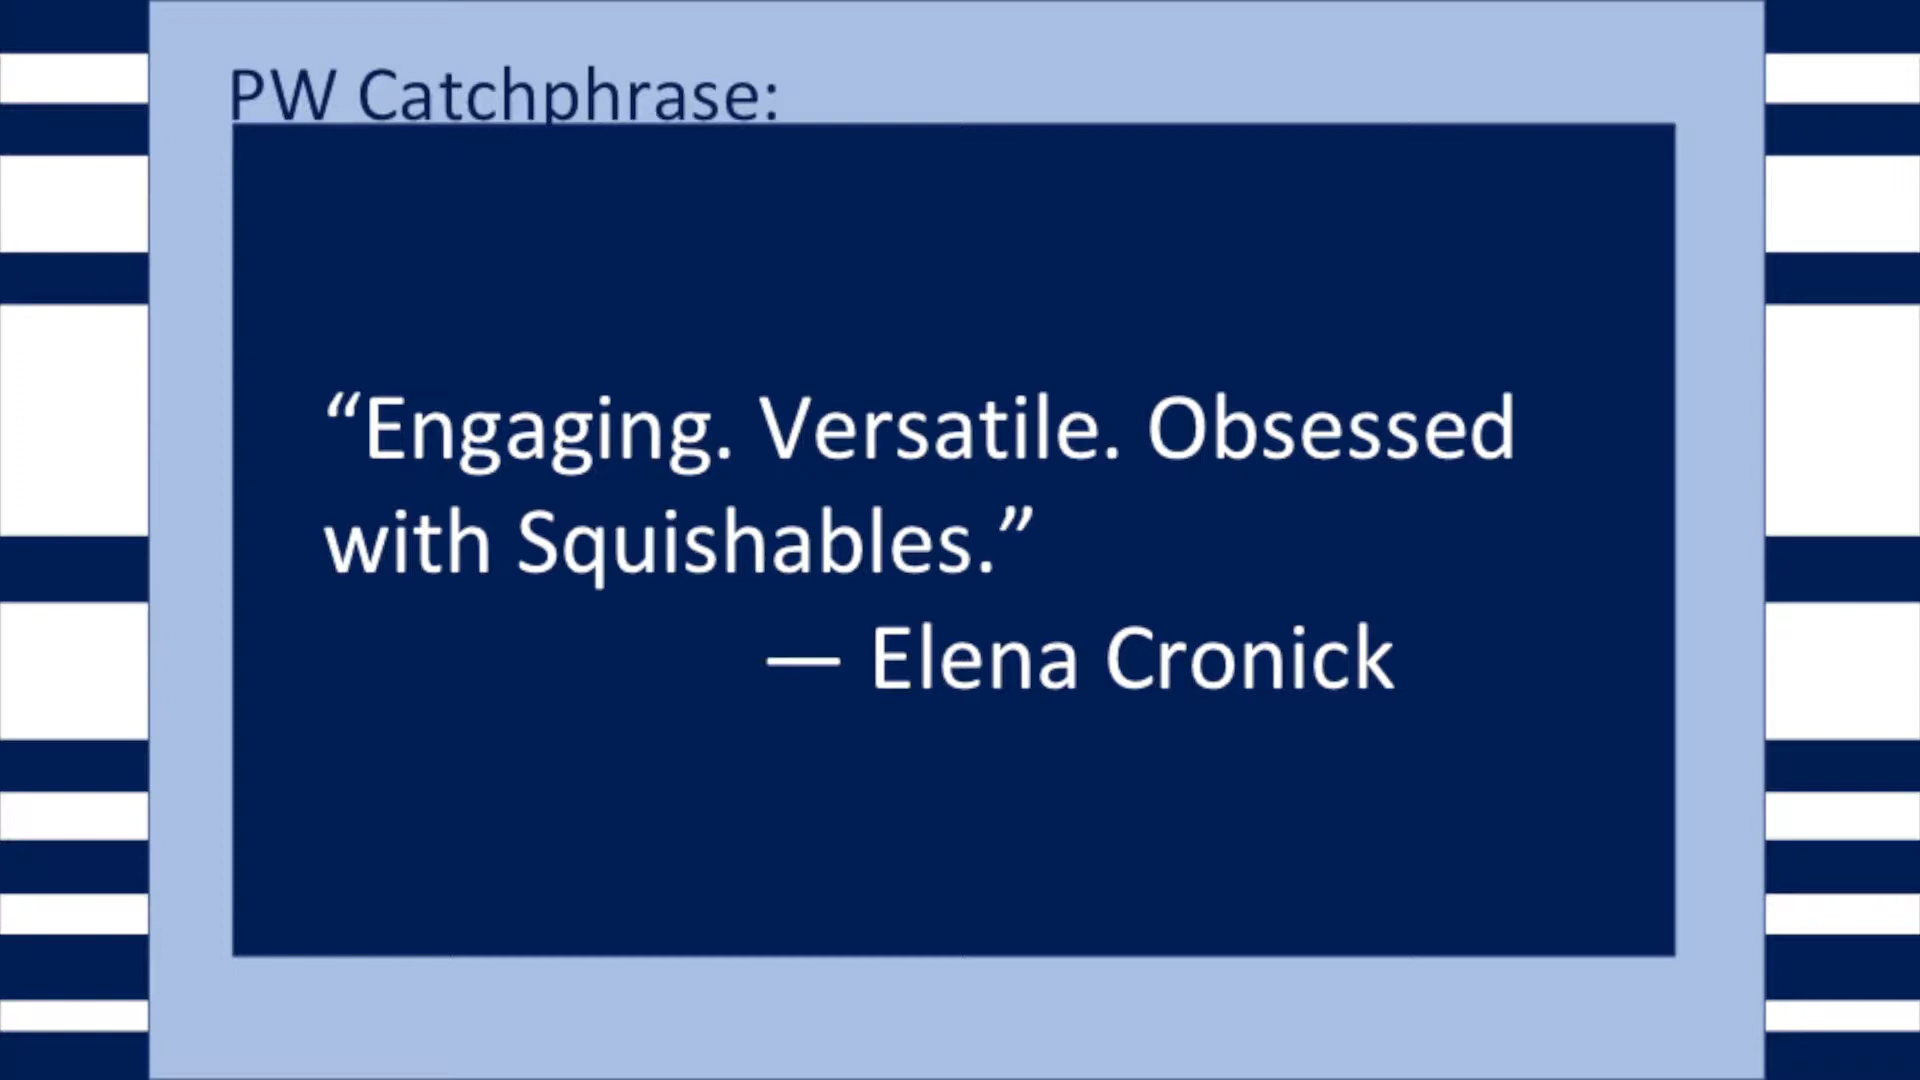 PW Catchphrase:
“Engaging. Versatile. Obsessed
with Squishables.”
— Elena Cronick